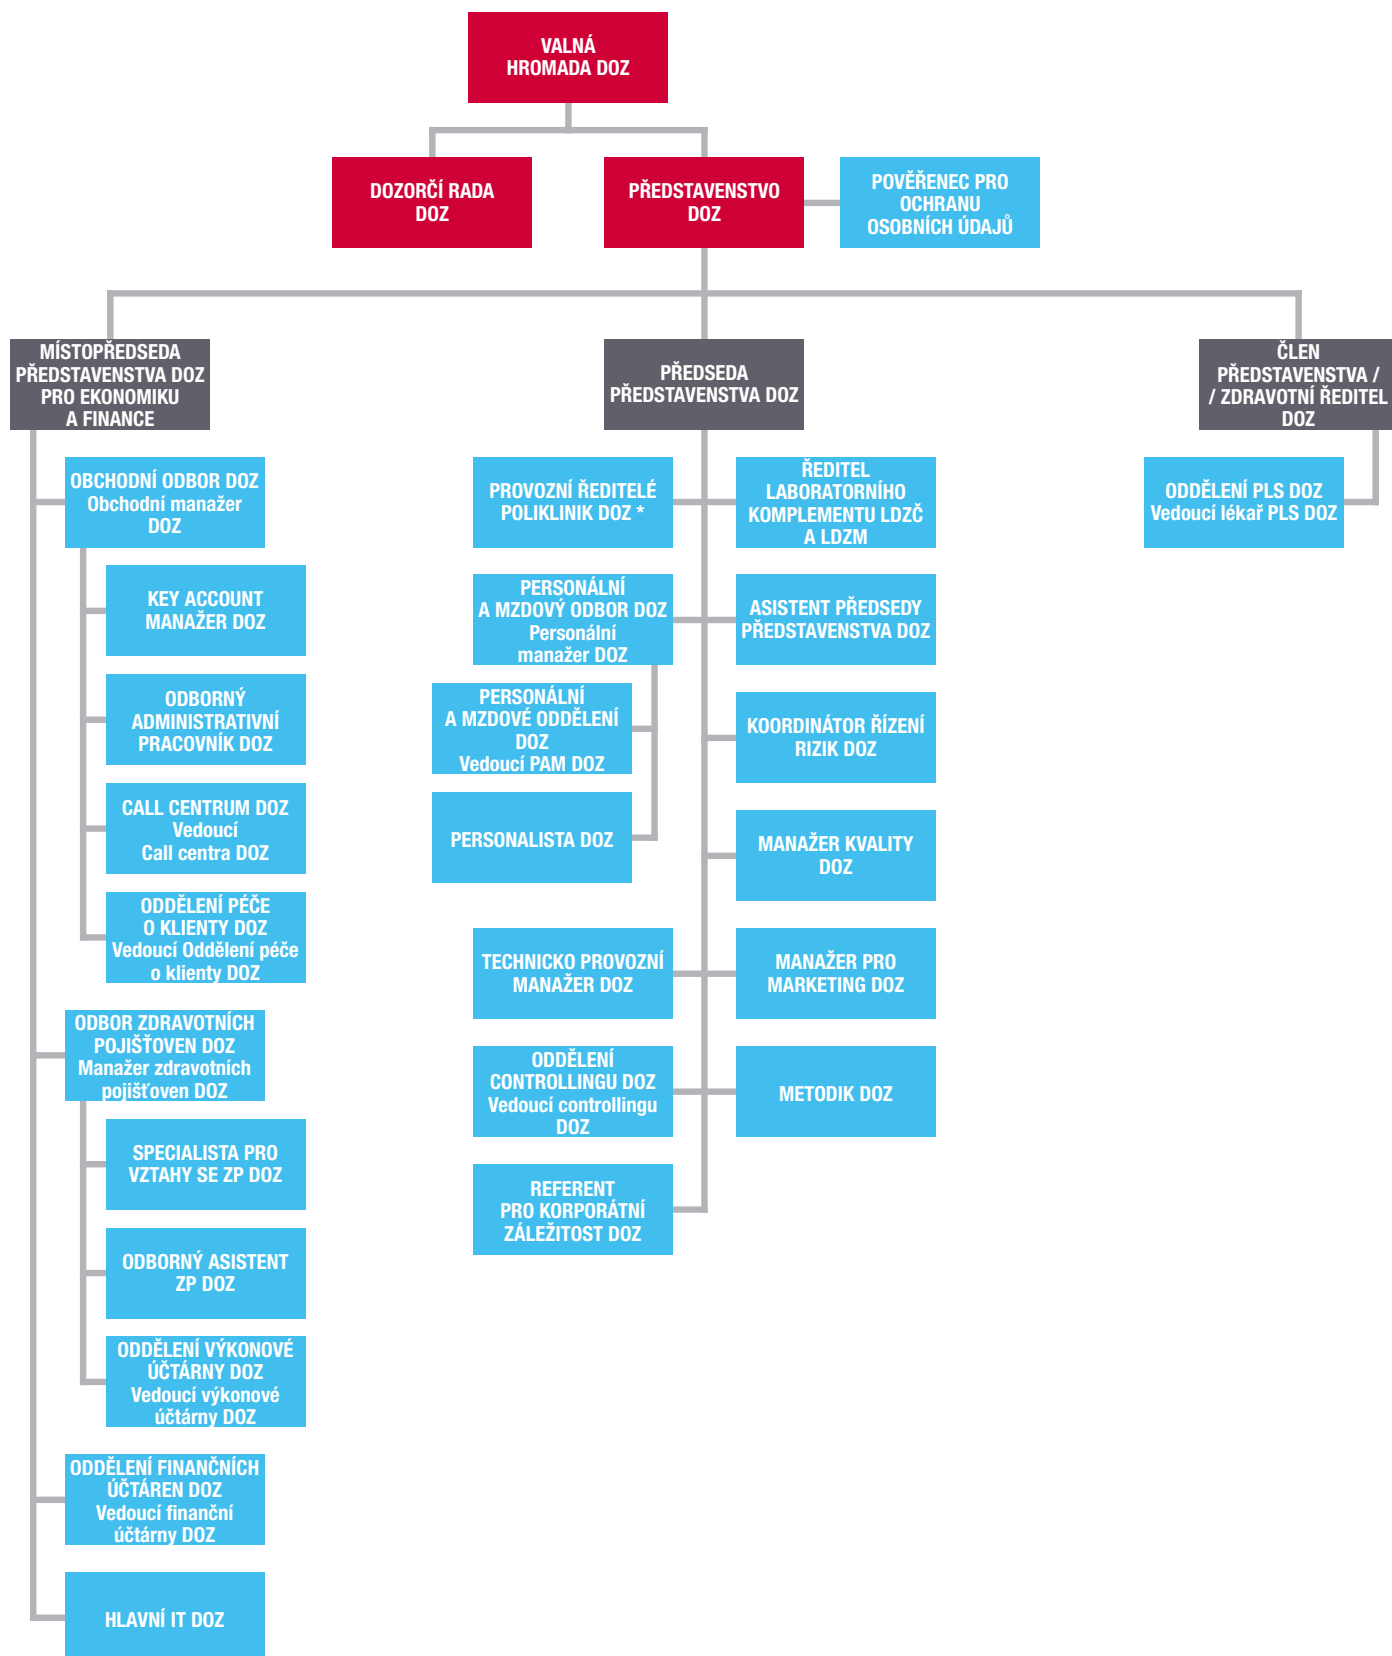 VALNÁ
HROMADA DOZ
DOZORČÍ RADA
DOZ
PŘEDSTAVENSTVO
DOZ
POVĚŘENEC PRO
OCHRANU
OSOBNÍCH ÚDAJŮ
MÍSTOPŘEDSEDA
PŘEDSTAVENSTVA DOZ
PRO EKONOMIKU
A FINANCE
PŘEDSEDA
PŘEDSTAVENSTVA DOZ
ČLEN
PŘEDSTAVENSTVA /
/ ZDRAVOTNÍ ŘEDITEL
DOZ
OBCHODNÍ ODBOR DOZ
Obchodní manažer
DOZ
KEY ACCOUNT
MANAŽER DOZ
ODBORNÝ
ADMINISTRATIVNÍ
PRACOVNÍK DOZ
CALL CENTRUM DOZ
Vedoucí
Call centra DOZ
ODDĚLENÍ PÉČE
O KLIENTY DOZ
Vedoucí Oddělení péče
o klienty DOZ
ODBOR ZDRAVOTNÍCH
POJIŠŤOVEN DOZ
Manažer zdravotních
pojišťoven DOZ
SPECIALISTA PRO
VZTAHY SE ZP DOZ
ODBORNÝ ASISTENT
ZP DOZ
ODDĚLENÍ VÝKONOVÉ
ÚČTÁRNY DOZ
Vedoucí výkonové
účtárny DOZ
ODDĚLENÍ FINANČNÍCH
ÚČTÁREN DOZ
Vedoucí finanční
účtárny DOZ
HLAVNÍ IT DOZ
PROVOZNÍ ŘEDITELÉ
POLIKLINIK DOZ *
ŘEDITEL
LABORATORNÍHO
KOMPLEMENTU LDZČ
A LDZM
PERSONÁLNÍ
A MZDOVÝ ODBOR DOZ
Personální
manažer DOZ
ASISTENT PŘEDSEDY
PŘEDSTAVENSTVA DOZ
PERSONÁLNÍ
A MZDOVÉ ODDĚLENÍ
DOZ
Vedoucí PAM DOZ
KOORDINÁTOR ŘÍZENÍ
RIZIK DOZ
PERSONALISTA DOZ
MANAŽER KVALITY
DOZ
TECHNICKO PROVOZNÍ
MANAŽER DOZ
MANAŽER PRO
MARKETING DOZ
ODDĚLENÍ
CONTROLLINGU DOZ
Vedoucí controllingu
DOZ
METODIK DOZ
REFERENT
PRO KORPORÁTNÍ
ZÁLEŽITOST DOZ
ODDĚLENÍ PLS DOZ
Vedoucí lékař PLS DOZ